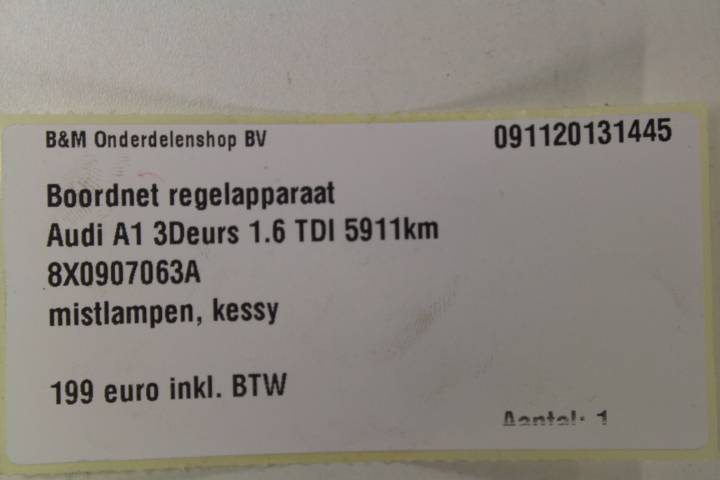 B&M Onderdelenshop BV 091120131445
Boordnet regelapparaat
Audi A1 3Deurs 1.6 TDI 5911km
8X0907063A
mistlampen, kessy
199 euro inkl. BTW
Aantal: 1